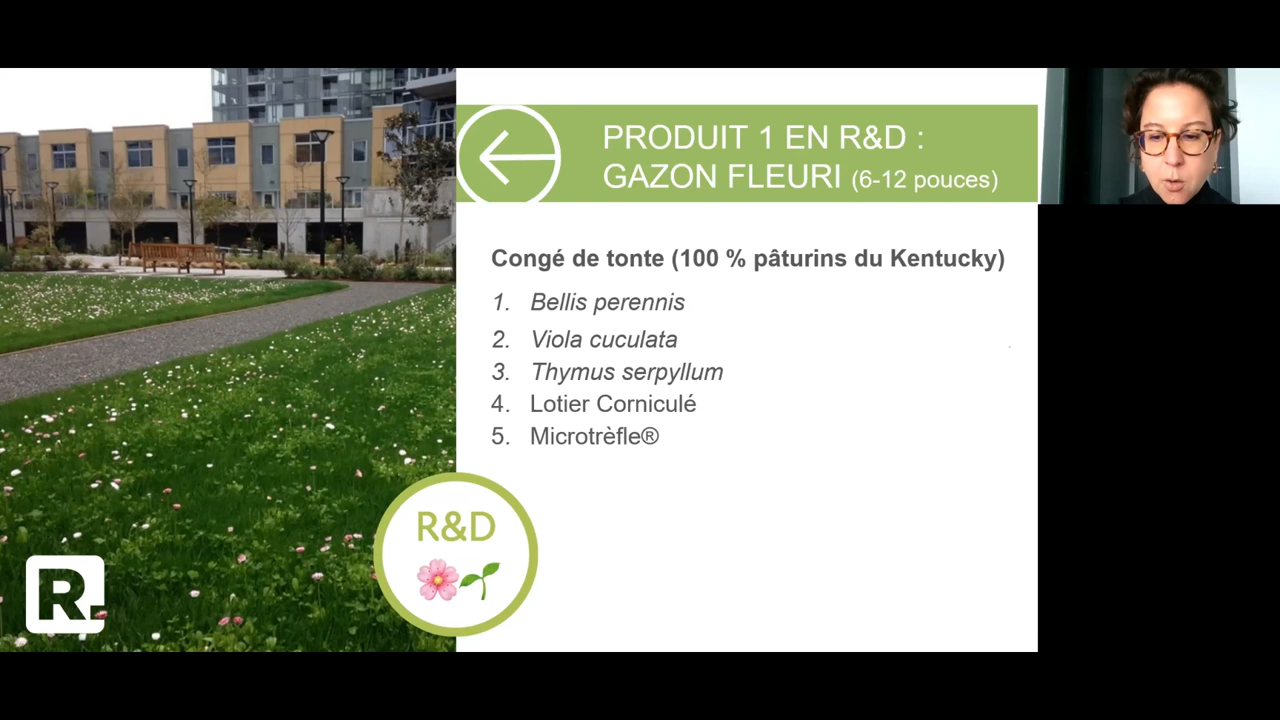 PRODUIT 1 EN R&D :
GAZON FLEURI (6-12 pouces)
Congé de tonte (100 % pâturins du Kentucky)
1. Bellis perennis
2. Viola cuculata
3. Thymus serpyllum
4. Lotier Corniculé
5. Microtrèfle®
R&D
R.